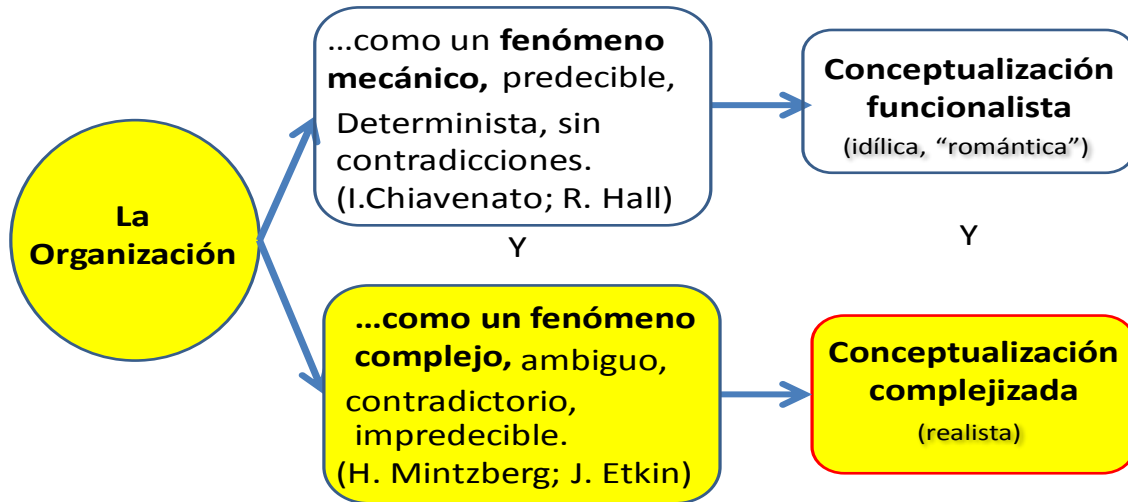 La
Organización
...como un fenómeno
mecánico, predecible,
Determinista, sin
contradicciones.
(I.Chiavenato; R. Hall)
Conceptualización
funcionalista
(idílica, “romántica”)
Y
Y
...como un fenómeno
complejo, ambiguo,
contradictorio,
impredecible.
(H. Mintzberg; J. Etkin)
Conceptualización
complejizada
(realista)